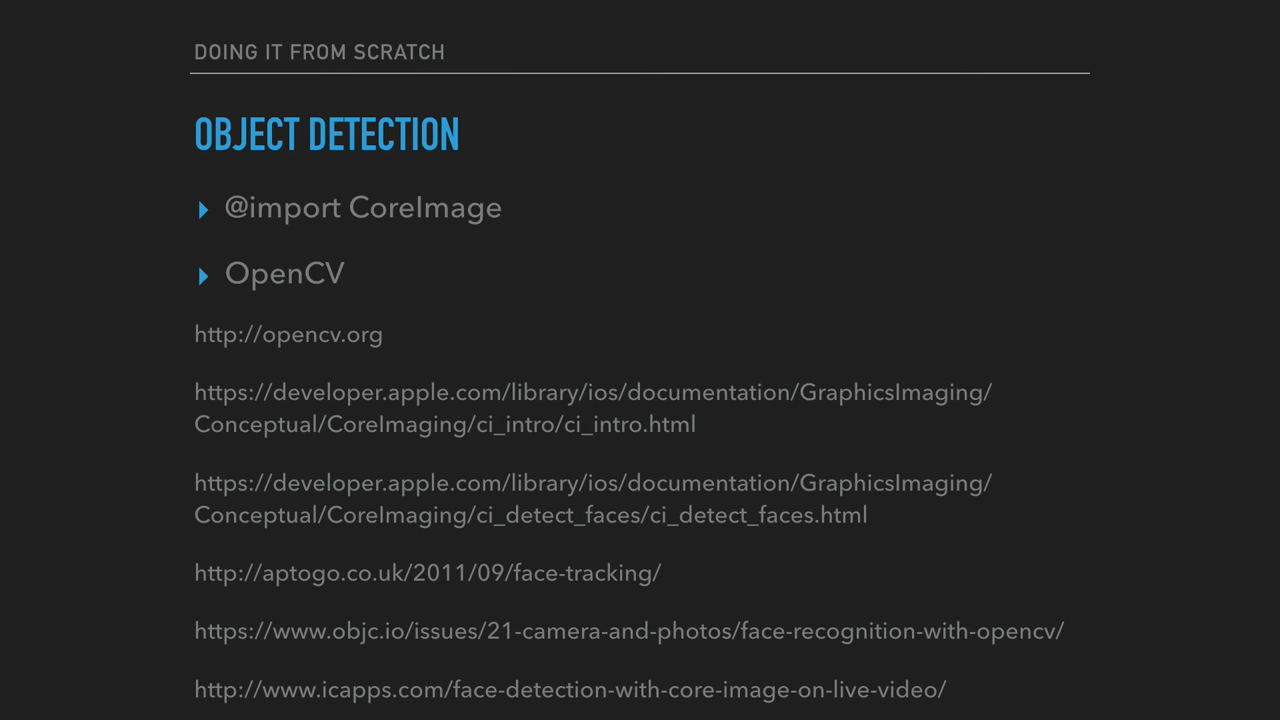 DOING IT FROM SCRATCH
OBJECT DETECTION
@import CoreImage
OpenCV
http://opencv.org
https://developer.apple.com/library/ios/documentation/GraphicsImaging/
Conceptual/CoreImaging/ci_intro/ci_intro.html
https://developer.apple.com/library/ios/documentation/GraphicsImaging/
Conceptual/CoreImaging/ci_detect_faces/ci_detect_faces.html
http://aptogo.co.uk/2011/09/face-tracking/
https://www.objc.io/issues/21-camera-and-photos/face-recognition-with-opencv/
http://www.icapps.com/face-detection-with-core-image-on-live-video/